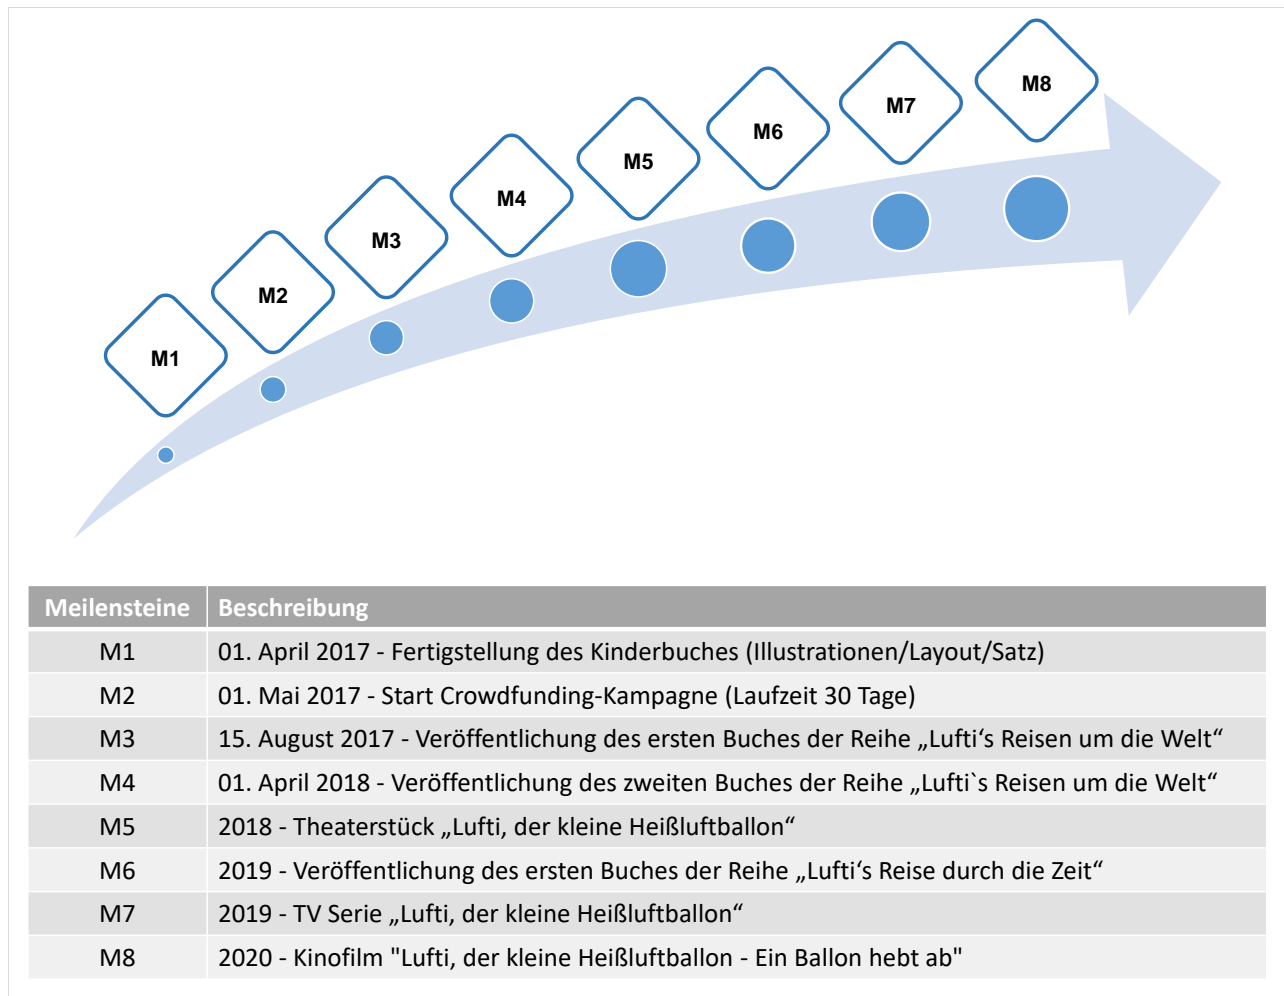 M1
M2
M3
M4
M5
M6
M7
M8
Meilensteine Beschreibung
M1 01. April 2017 - Fertigstellung des Kinderbuches (Illustrationen/Layout/Satz)
M2 01. Mai 2017 - Start Crowdfunding-Kampagne (Laufzeit 30 Tage)
M3 15. August 2017 - Veröffentlichung des ersten Buches der Reihe „Lufti‘s Reisen um die Welt“
M4 01. April 2018 - Veröffentlichung des zweiten Buches der Reihe „Lufti`s Reisen um die Welt“
M5 2018 - Theaterstück „Lufti, der kleine Heißluftballon“
M6 2019 - Veröffentlichung des ersten Buches der Reihe „Lufti‘s Reise durch die Zeit“
M7 2019 - TV Serie „Lufti, der kleine Heißluftballon“
M8 2020 - Kinofilm "Lufti, der kleine Heißluftballon - Ein Ballon hebt ab"